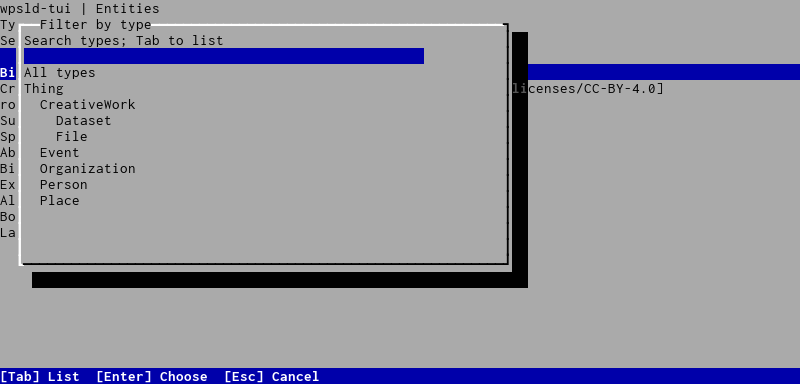 wpsld-tui | Entities
Ty Filter by type
Se Search types; Tab to list
Bi All types
Cr Thing licenses/CC-BY-4.0]
ro CreativeWork
Su Dataset
Sp File
Ab Event
Bi Organization
Ex Person
Al Place
Bo
La
[Tab] List [Enter] Choose [Esc] Cancel